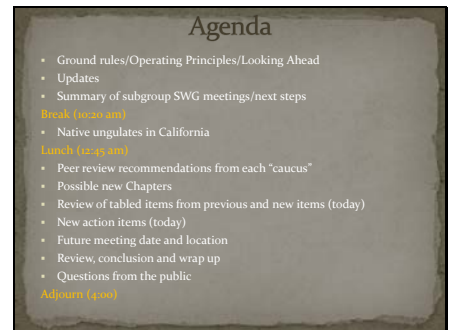 Agenda
▪ Ground rules/Operating Principles/Looking Ahead
▪ Updates
▪ Summary of subgroup SWG meetings/next steps
Break (10:20 am)
▪ Native ungulates in California
Lunch (12:45 am)
▪ Peer review recommendations from each “caucus”
▪ Possible new Chapters
▪ Review of tabled items from previous and new items (today)
▪ New action items (today)
▪ Future meeting date and location
▪ Review, conclusion and wrap up
▪ Questions from the public
Adjourn (4:00)